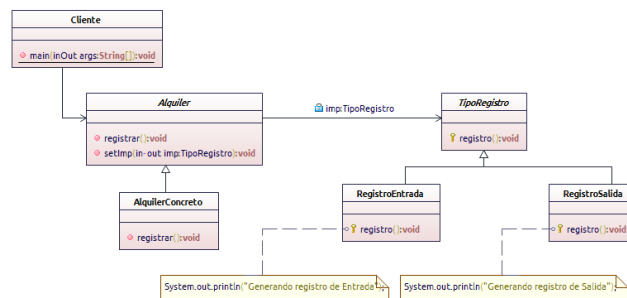 Cliente
main(inOut args:String[]):void
Alquiler
registrar():void
setImp(in-out imp:TipoRegistro):void
imp:TipoRegistro
TipoRegistro
registro():void
AlquilerConcreto
registrar():void
RegistroEntrada
registro():void
RegistroSalida
registro():void
System.out.println("Generando registro de Entrada");
System.out.println("Generando registro de Salida");